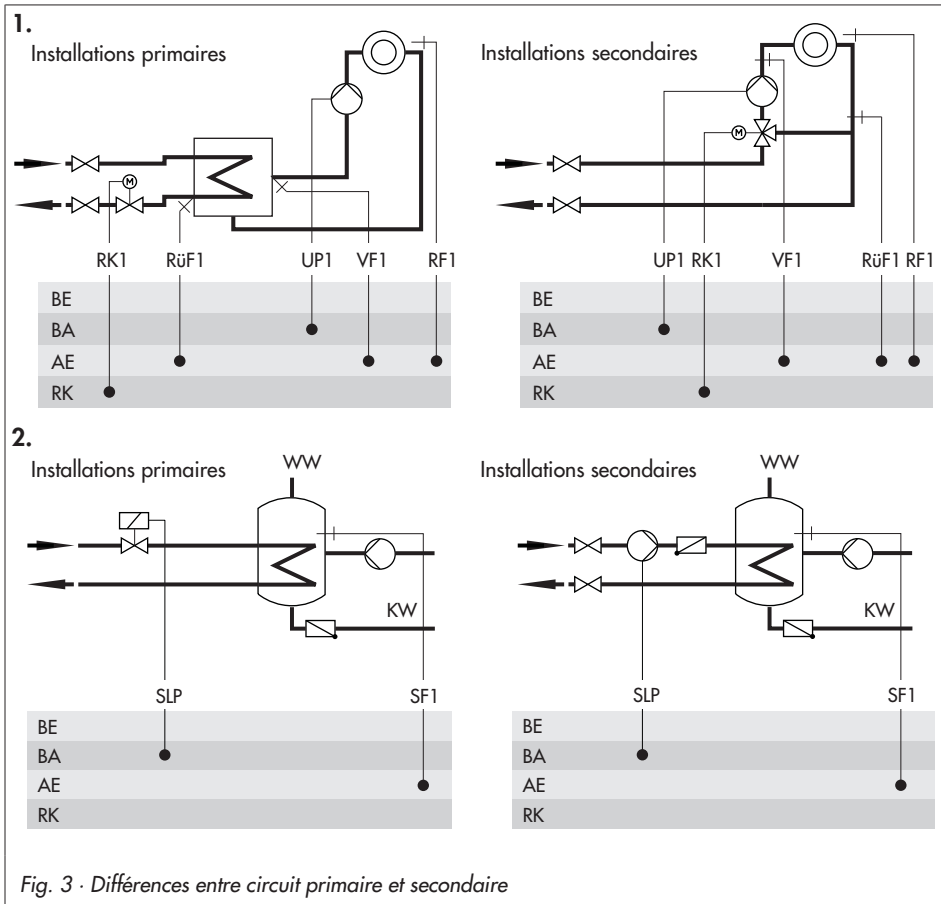 1.
Installations primaires
Installations secondaires
M
M
RK1 RüF1 UP1 VF1 RF1
UP1 RK1 VF1 RüF1 RF1
BE
BA
AE
RK
BE
BA
AE
RK
2.
Installations primaires
WW
Installations secondaires
WW
KW
KW
SLP SF1
SLP SF1
BE
BA
AE
RK
BE
BA
AE
RK
Fig. 3 · Différences entre circuit primaire et secondaire